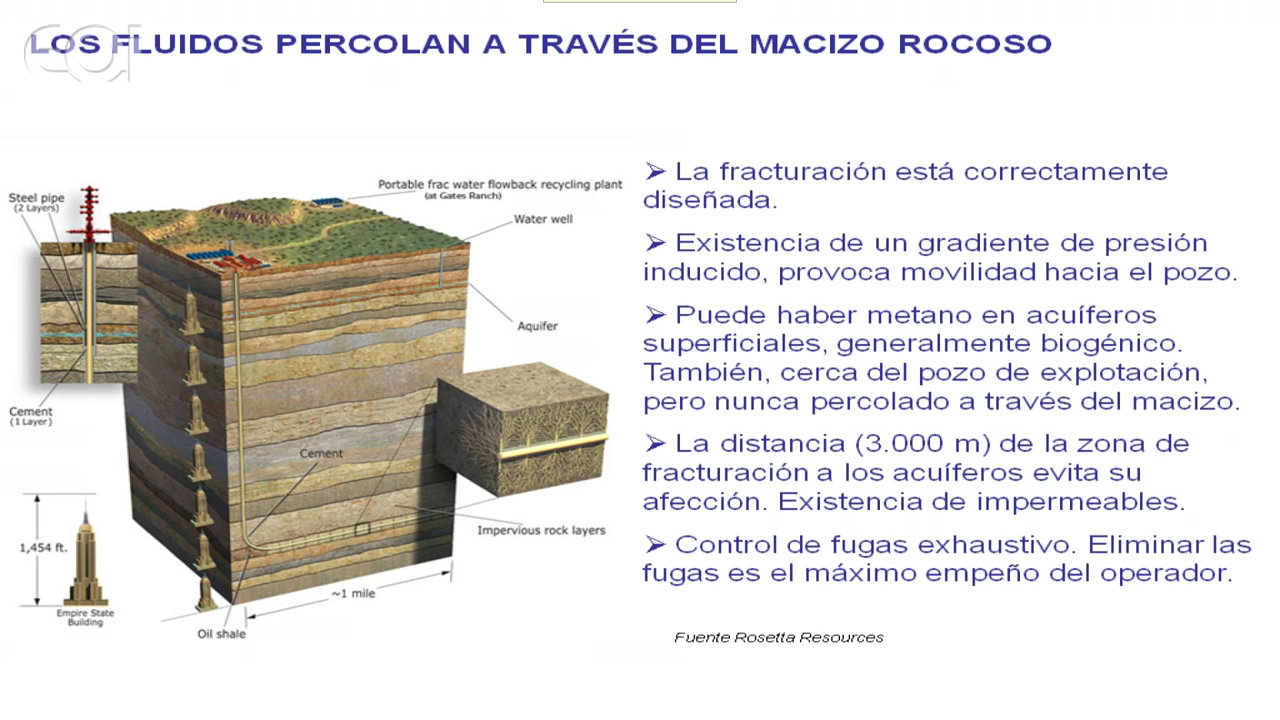 LOS FLUIDOS PERCOLAN A TRAVÉS DEL MACIZO ROCOSO
Steel pipe
(2 Layers)
Portable frac water flowback recycling plant
(at Gates Ranch)
Water well
Aquifer
Cement
(1 Layer)
Cement
Impervious rock layers
1,454 ft.
Empire State
Building
~1 mile
Oil shale
➢ La fracturación está correctamente
diseñada.
➢ Existencia de un gradiente de presión
inducido, provoca movilidad hacia el pozo.
➢ Puede haber metano en acuíferos
superficiales, generalmente biogénico.
También, cerca del pozo de explotación,
pero nunca percolado a través del macizo.
➢ La distancia (3.000 m) de la zona de
fracturación a los acuíferos evita su
afección. Existencia de impermeables.
➢ Control de fugas exhaustivo. Eliminar las
fugas es el máximo empeño del operador.
Fuente Rosetta Resources